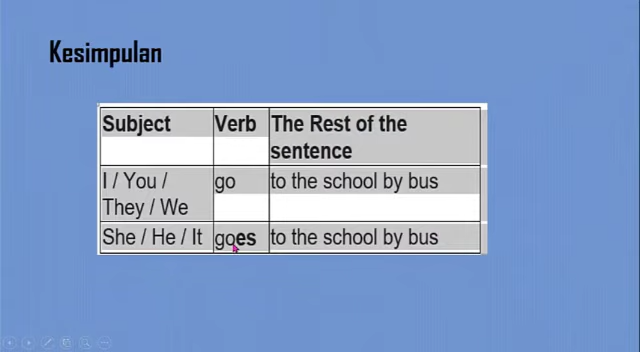 Kesimpulan
Subject Verb The Rest of the
sentence
I / You / go to the school by bus
They / We
She / He / It goes to the school by bus